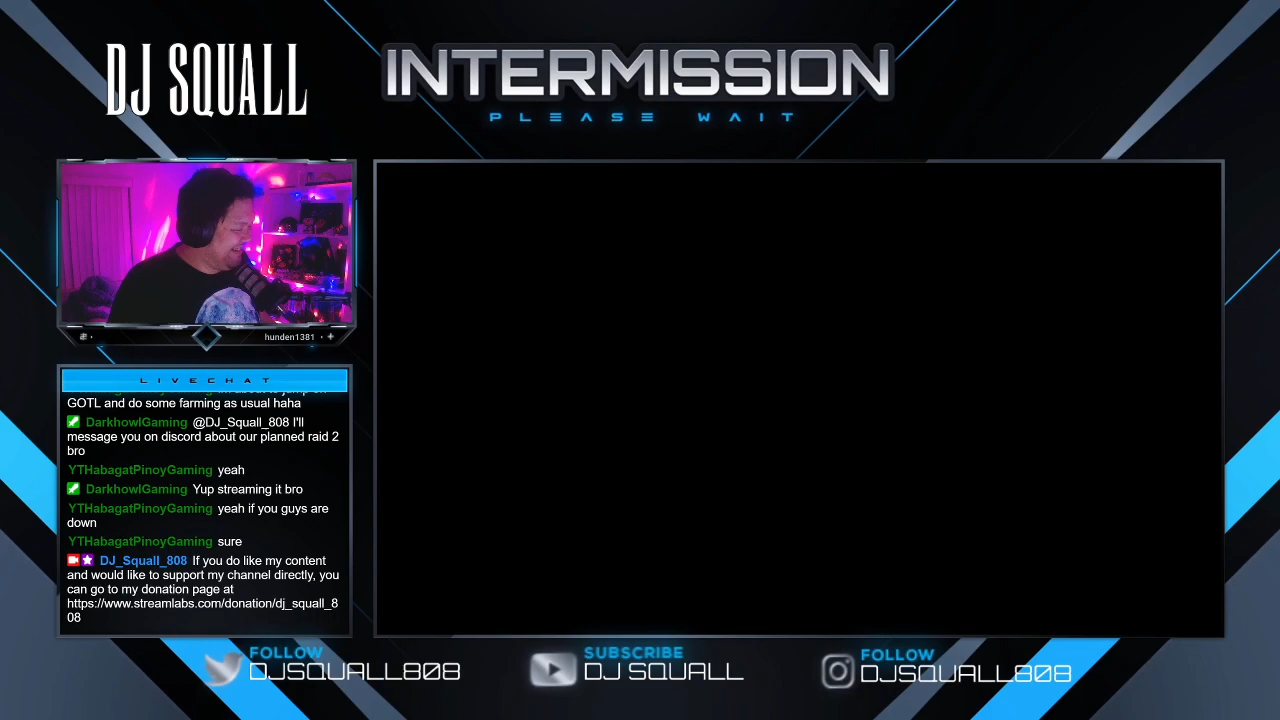 DJ SQUALL
INTERMISSION
PLEASE WAIT
hunden1381
LIVECHAT
GOTL and do some farming as usual haha
DarkhowlGaming @DJ_Squall_808 I'll
message you on discord about our planned raid 2
bro
YTHabagatPinoyGaming yeah
DarkhowlGaming Yup streaming it bro
YTHabagatPinoyGaming yeah if you guys are
down
YTHabagatPinoyGaming sure
DJ_Squall_808 If you do like my content
and would like to support my channel directly, you
can go to my donation page at
https://www.streamlabs.com/donation/dj_squall_8
08
FOLLOW
DJSQUALL808
SUBSCRIBE
DJ SQUALL
FOLLOW
DJSQUALL808